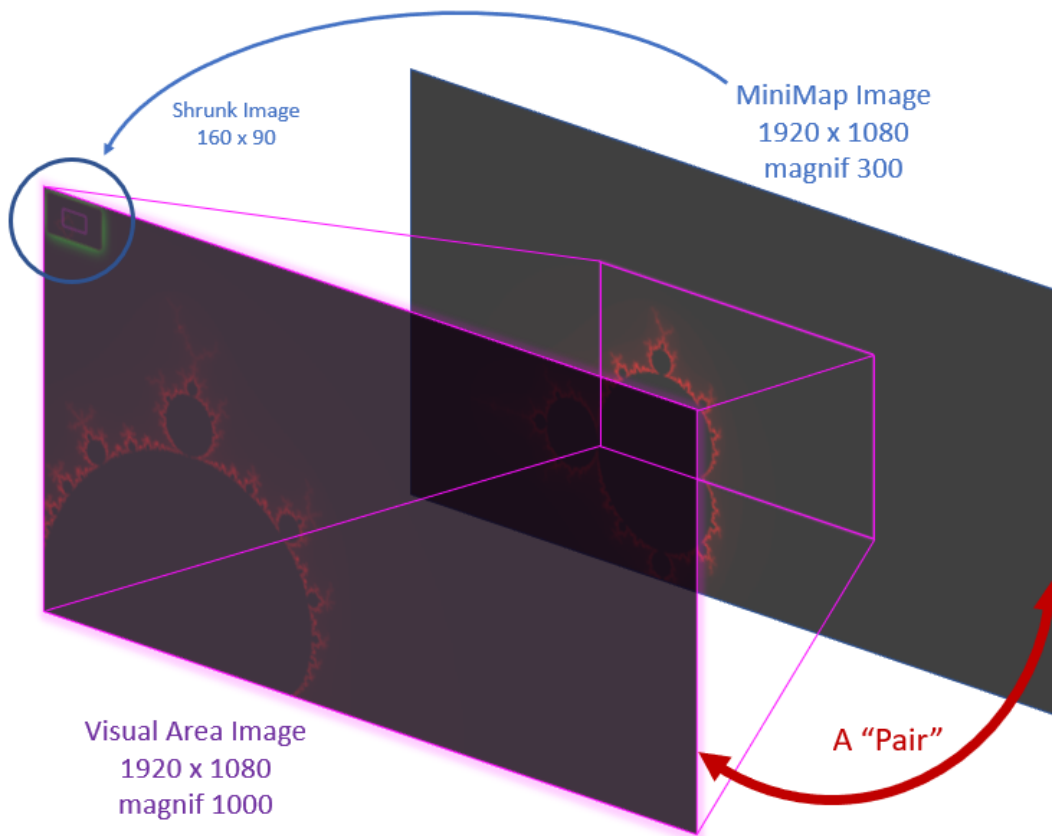 MiniMap Image
1920 x 1080
magnif 300
Shrunk Image
160 x 90
Visual Area Image
1920 x 1080
magnif 1000
A “Pair”